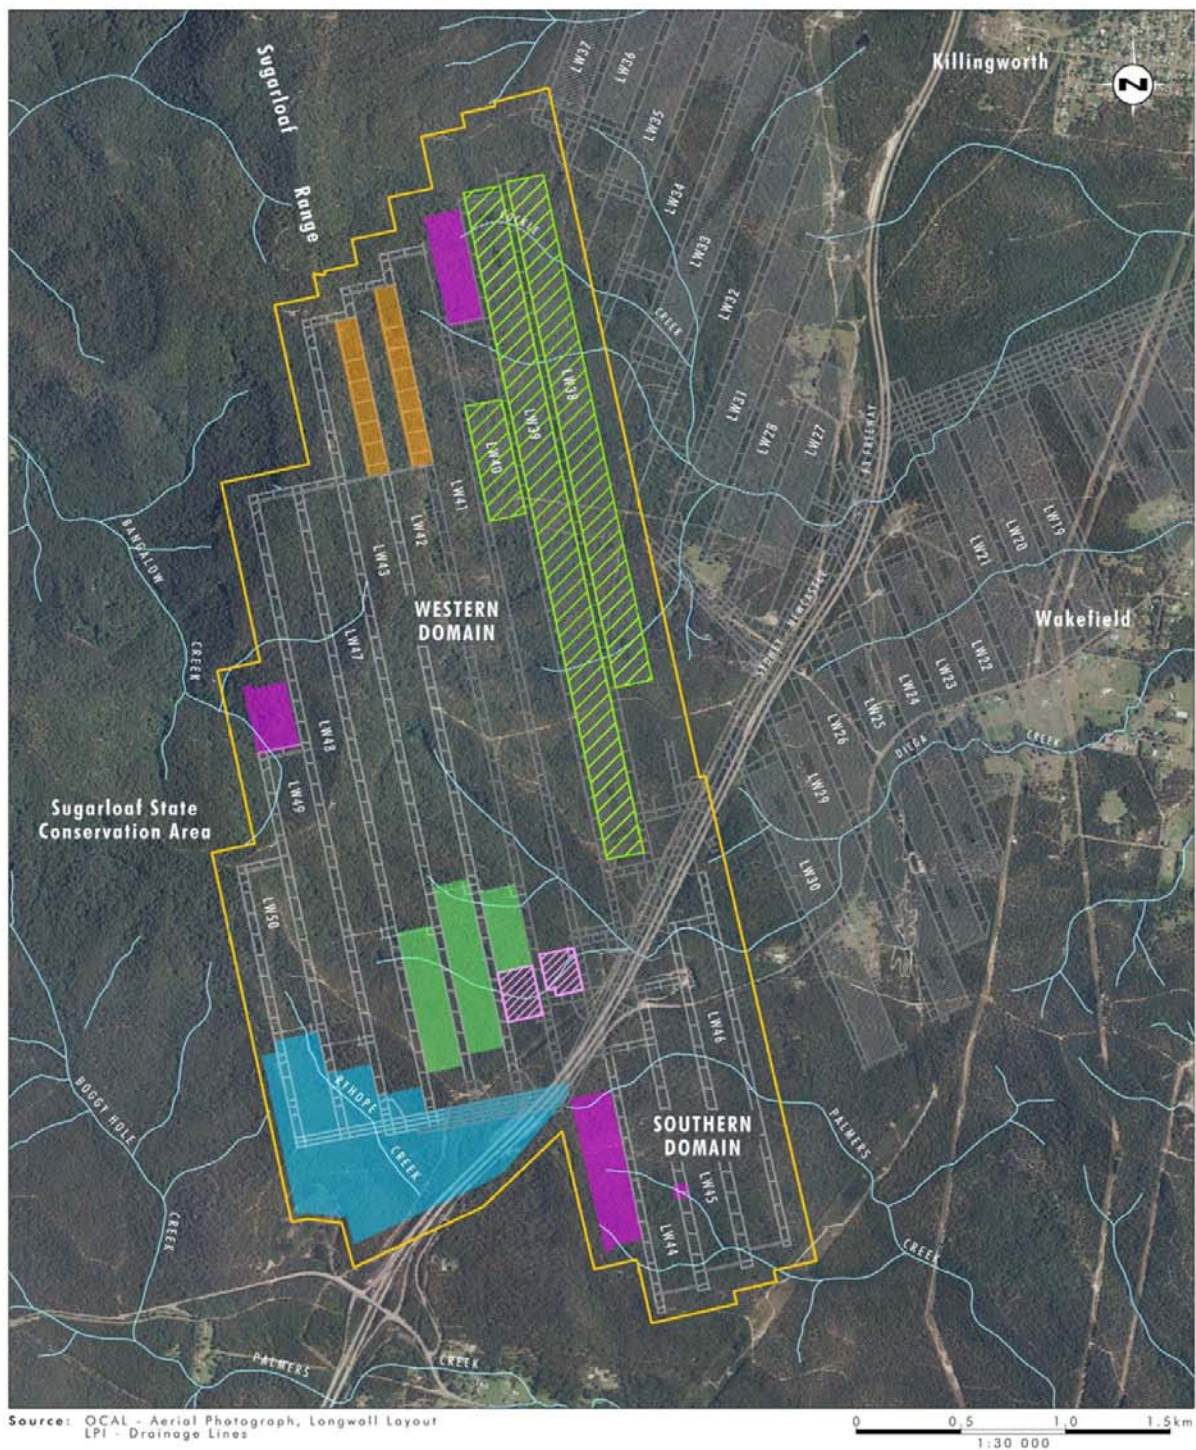 Sugarloaf
Range
Killingworth
N
LW37
LW36
LW35
LW34
LW33
LW32
LW31
LW28
LW27
COCKLE
CREEK
LW38
LW39
LW40
LW41
LW42
LW43
F3 FREEWAY
LW19
LW20
LW21
LW22
LW23
LW24
LW25
LW26
LW29
LW30
Wakefield
SYDNEY - NEWCASTLE
DIEGA
CREEK
BANGALOW
CREEK
WESTERN
DOMAIN
LW47
LW48
LW49
LW50
Sugarloaf State
Conservation Area
RYHOPE
CREEK
BOGGY HOLE
CREEK
LW46
SOUTHERN
DOMAIN
LW45
LW44
PALMERS
CREEK
PALMERS
CREEK
Source: OCAL - Aerial Photograph, Longwall Layout
LPI - Drainage Lines
0 0.5 1.0 1.5km
1:30 000